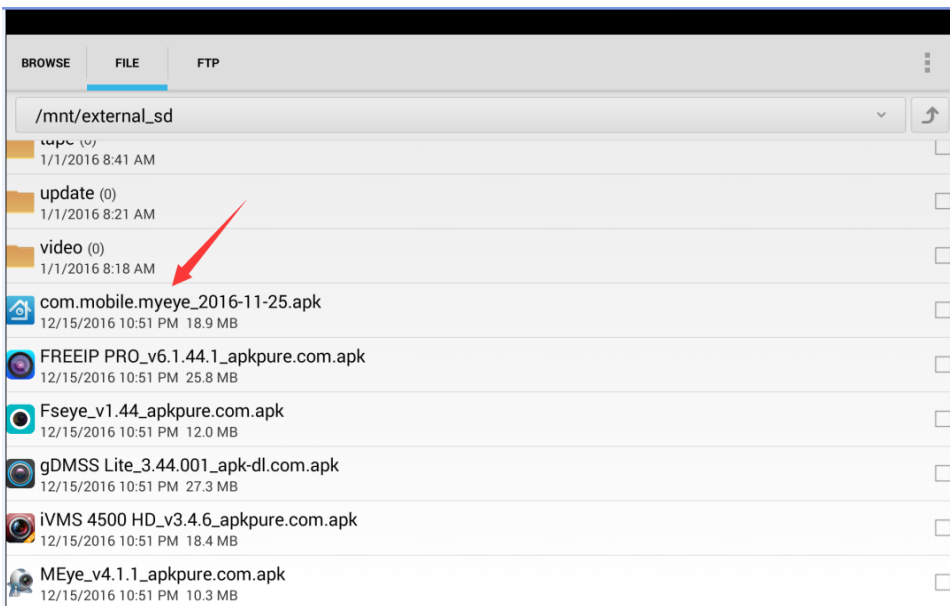 BROWSE FILE FTP
/mnt/external_sd
tape (0)
1/1/2016 8:41 AM
update (0)
1/1/2016 8:21 AM
video (0)
1/1/2016 8:18 AM
com.mobile.myeye_2016-11-25.apk
12/15/2016 10:51 PM 18.9 MB
FREEIP PRO_v6.1.44.1_apkpure.com.apk
12/15/2016 10:51 PM 25.8 MB
Fseye_v1.44_apkpure.com.apk
12/15/2016 10:51 PM 12.0 MB
gDMSS Lite_3.44.001_apk-dl.com.apk
12/15/2016 10:51 PM 27.3 MB
iVMS 4500 HD_v3.4.6_apkpure.com.apk
12/15/2016 10:51 PM 18.4 MB
MEye_v4.1.1_apkpure.com.apk
12/15/2016 10:51 PM 10.3 MB